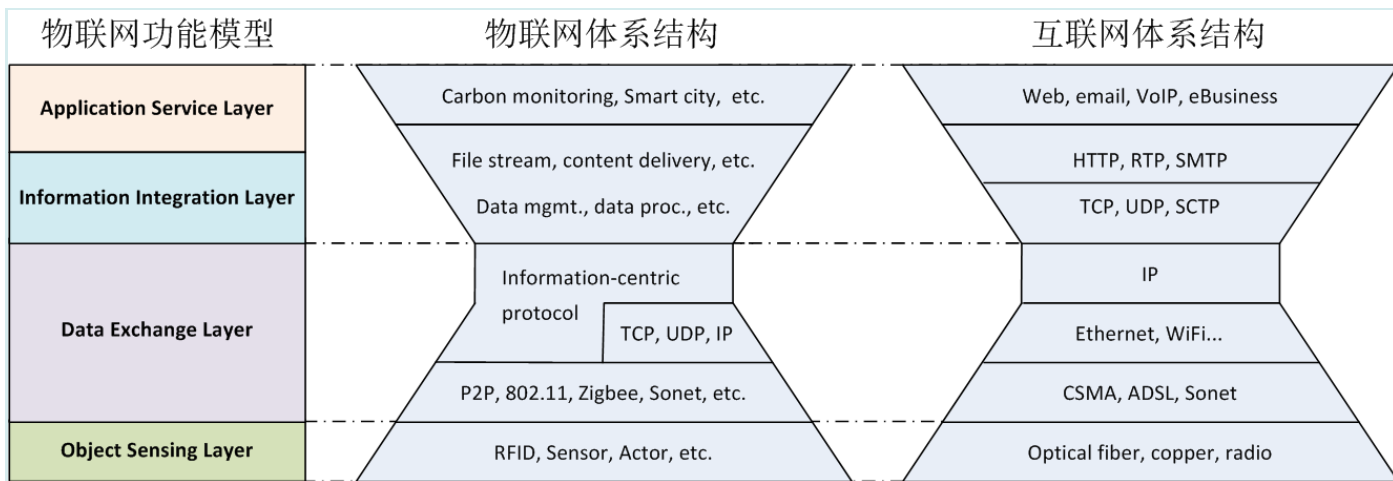 物联网功能模型
物联网体系结构
互联网体系结构
Application Service Layer
Information Integration Layer
Data Exchange Layer
Object Sensing Layer
Carbon monitoring, Smart city, etc.
File stream, content delivery, etc.
Data mgmt., data proc., etc.
Information-centric
protocol
TCP, UDP, IP
P2P, 802.11, Zigbee, Sonet, etc.
RFID, Sensor, Actor, etc.
Web, email, VoIP, eBusiness
HTTP, RTP, SMTP
TCP, UDP, SCTP
IP
Ethernet, WiFi...
CSMA, ADSL, Sonet
Optical fiber, copper, radio